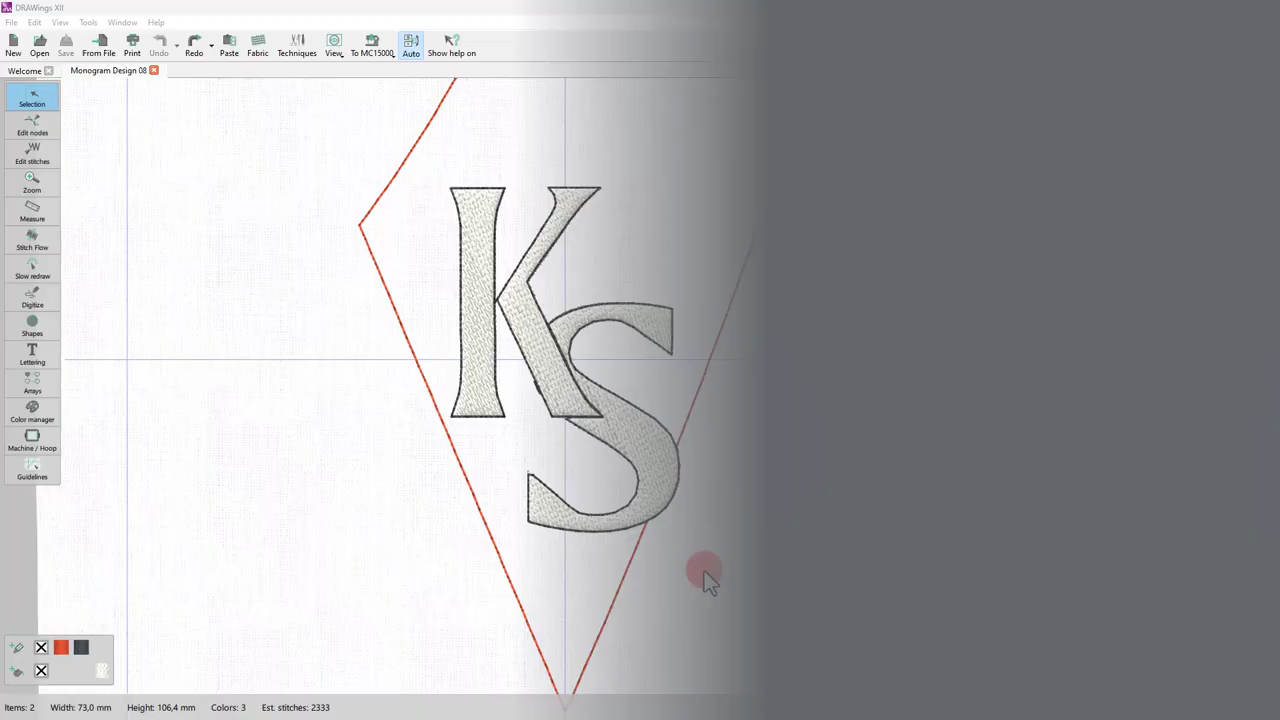 DRAWings XII
File Edit View Tools Window Help
New Open Save From File Print Undo Redo Paste Fabric Techniques View To MC15000 Auto Show help on
Welcome Monogram Design 08
Selection
Edit nodes
Edit stitches
Zoom
Measure
Stitch Flow
Slow redraw
Digitize
Shapes
Lettering
Arrays
Color manager
Machine / Hoop
Guidelines
K
S
Items: 2 Width: 73,0 mm Height: 106,4 mm Colors: 3 Est. stitches: 2333